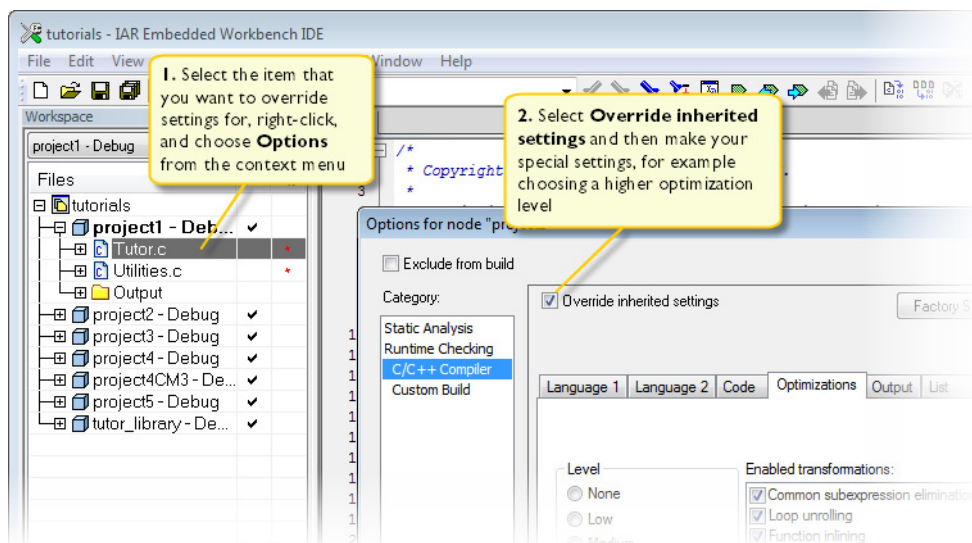 tutorials - IAR Embedded Workbench IDE
File Edit View Window Help
1. Select the item that
you want to override
settings for, right-click,
and choose Options
from the context menu
2. Select Override inherited
settings and then make your
special settings, for example
choosing a higher optimization
level
Workspace
project1 - Debug
Files
tutorials
project1 - Deb...
Tutor.c
Utilities.c
Output
project2 - Debug
project3 - Debug
project4 - Debug
project4CM3 - De...
project5 - Debug
tutor_library - De...
/*
* Copyright
3 *
Options for node "
Exclude from build
Category:
Static Analysis
Runtime Checking
C/C++ Compiler
Custom Build
Override inherited settings
Factory
Language 1 Language 2 Code Optimizations Output List
Level
None
Low
Medium
Enabled transformations:
Common subexpression elimination
Loop unrolling
Function inlining